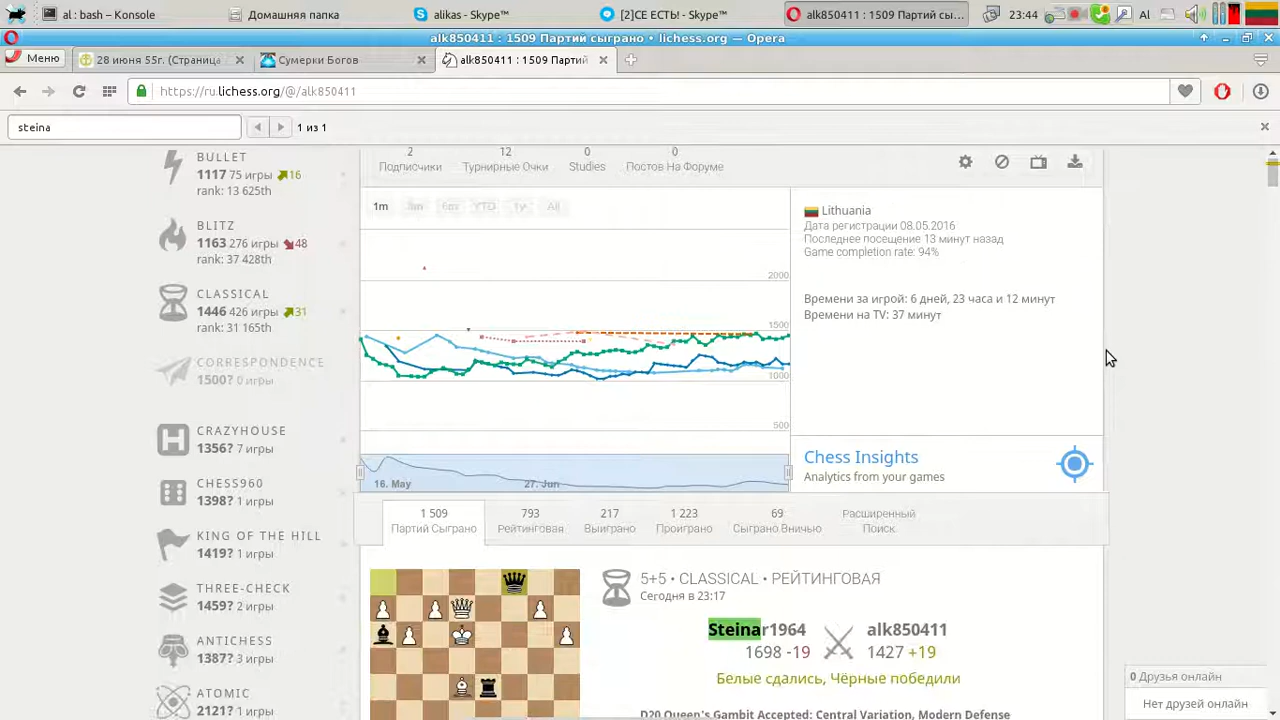 al : bash – Konsole
Домашняя папка
alikas - Skype™
[2]СЕ ЕСТЬ! - Skype™
alk850411 : 1509 Партий сы...
23:44
Al
alk850411 : 1509 Партий сыграно • lichess.org — Opera
Меню
28 июня 55г. (Страница
Сумерки Богов
alk850411 : 1509 Партий
https://ru.lichess.org/@/alk850411
steina
1 из 1
BULLET
1117 75 игры 16
rank: 13 625th
BLITZ
1163 276 игры 48
rank: 37 428th
CLASSICAL
1446 426 игры 31
rank: 31 165th
CORRESPONDENCE
1500? 0 игры
CRAZYHOUSE
1356? 7 игры
CHESS960
1398? 1 игры
KING OF THE HILL
1419? 1 игры
THREE-CHECK
1459? 2 игры
ANTICHESS
1387? 3 игры
ATOMIC
2121? 1 игры
2 12 0 0
Подписчики Турнирные Очки Studies Постов На Форуме
1m 3m 6m YTD 1y All
2000
1500
1000
500
16. May 27. Jun
Lithuania
Дата регистрации 08.05.2016
Последнее посещение 13 минут назад
Game completion rate: 94%
Времени за игрой: 6 дней, 23 часа и 12 минут
Времени на TV: 37 минут
Chess Insights
Analytics from your games
1 509 793 217 1 223 69 Расширенный
Партий Сыграно Рейтинговая Выиграно Проиграно Сыграно Вничью Поиск
5+5 • CLASSICAL • РЕЙТИНГОВАЯ
Сегодня в 23:17
Steinar1964 alk850411
1698 -19 1427 +19
Белые сдались, Чёрные победили
D20 Queen's Gambit Accepted: Central Variation, Modern Defense
0 Друзья онлайн
Нет друзей онлайн